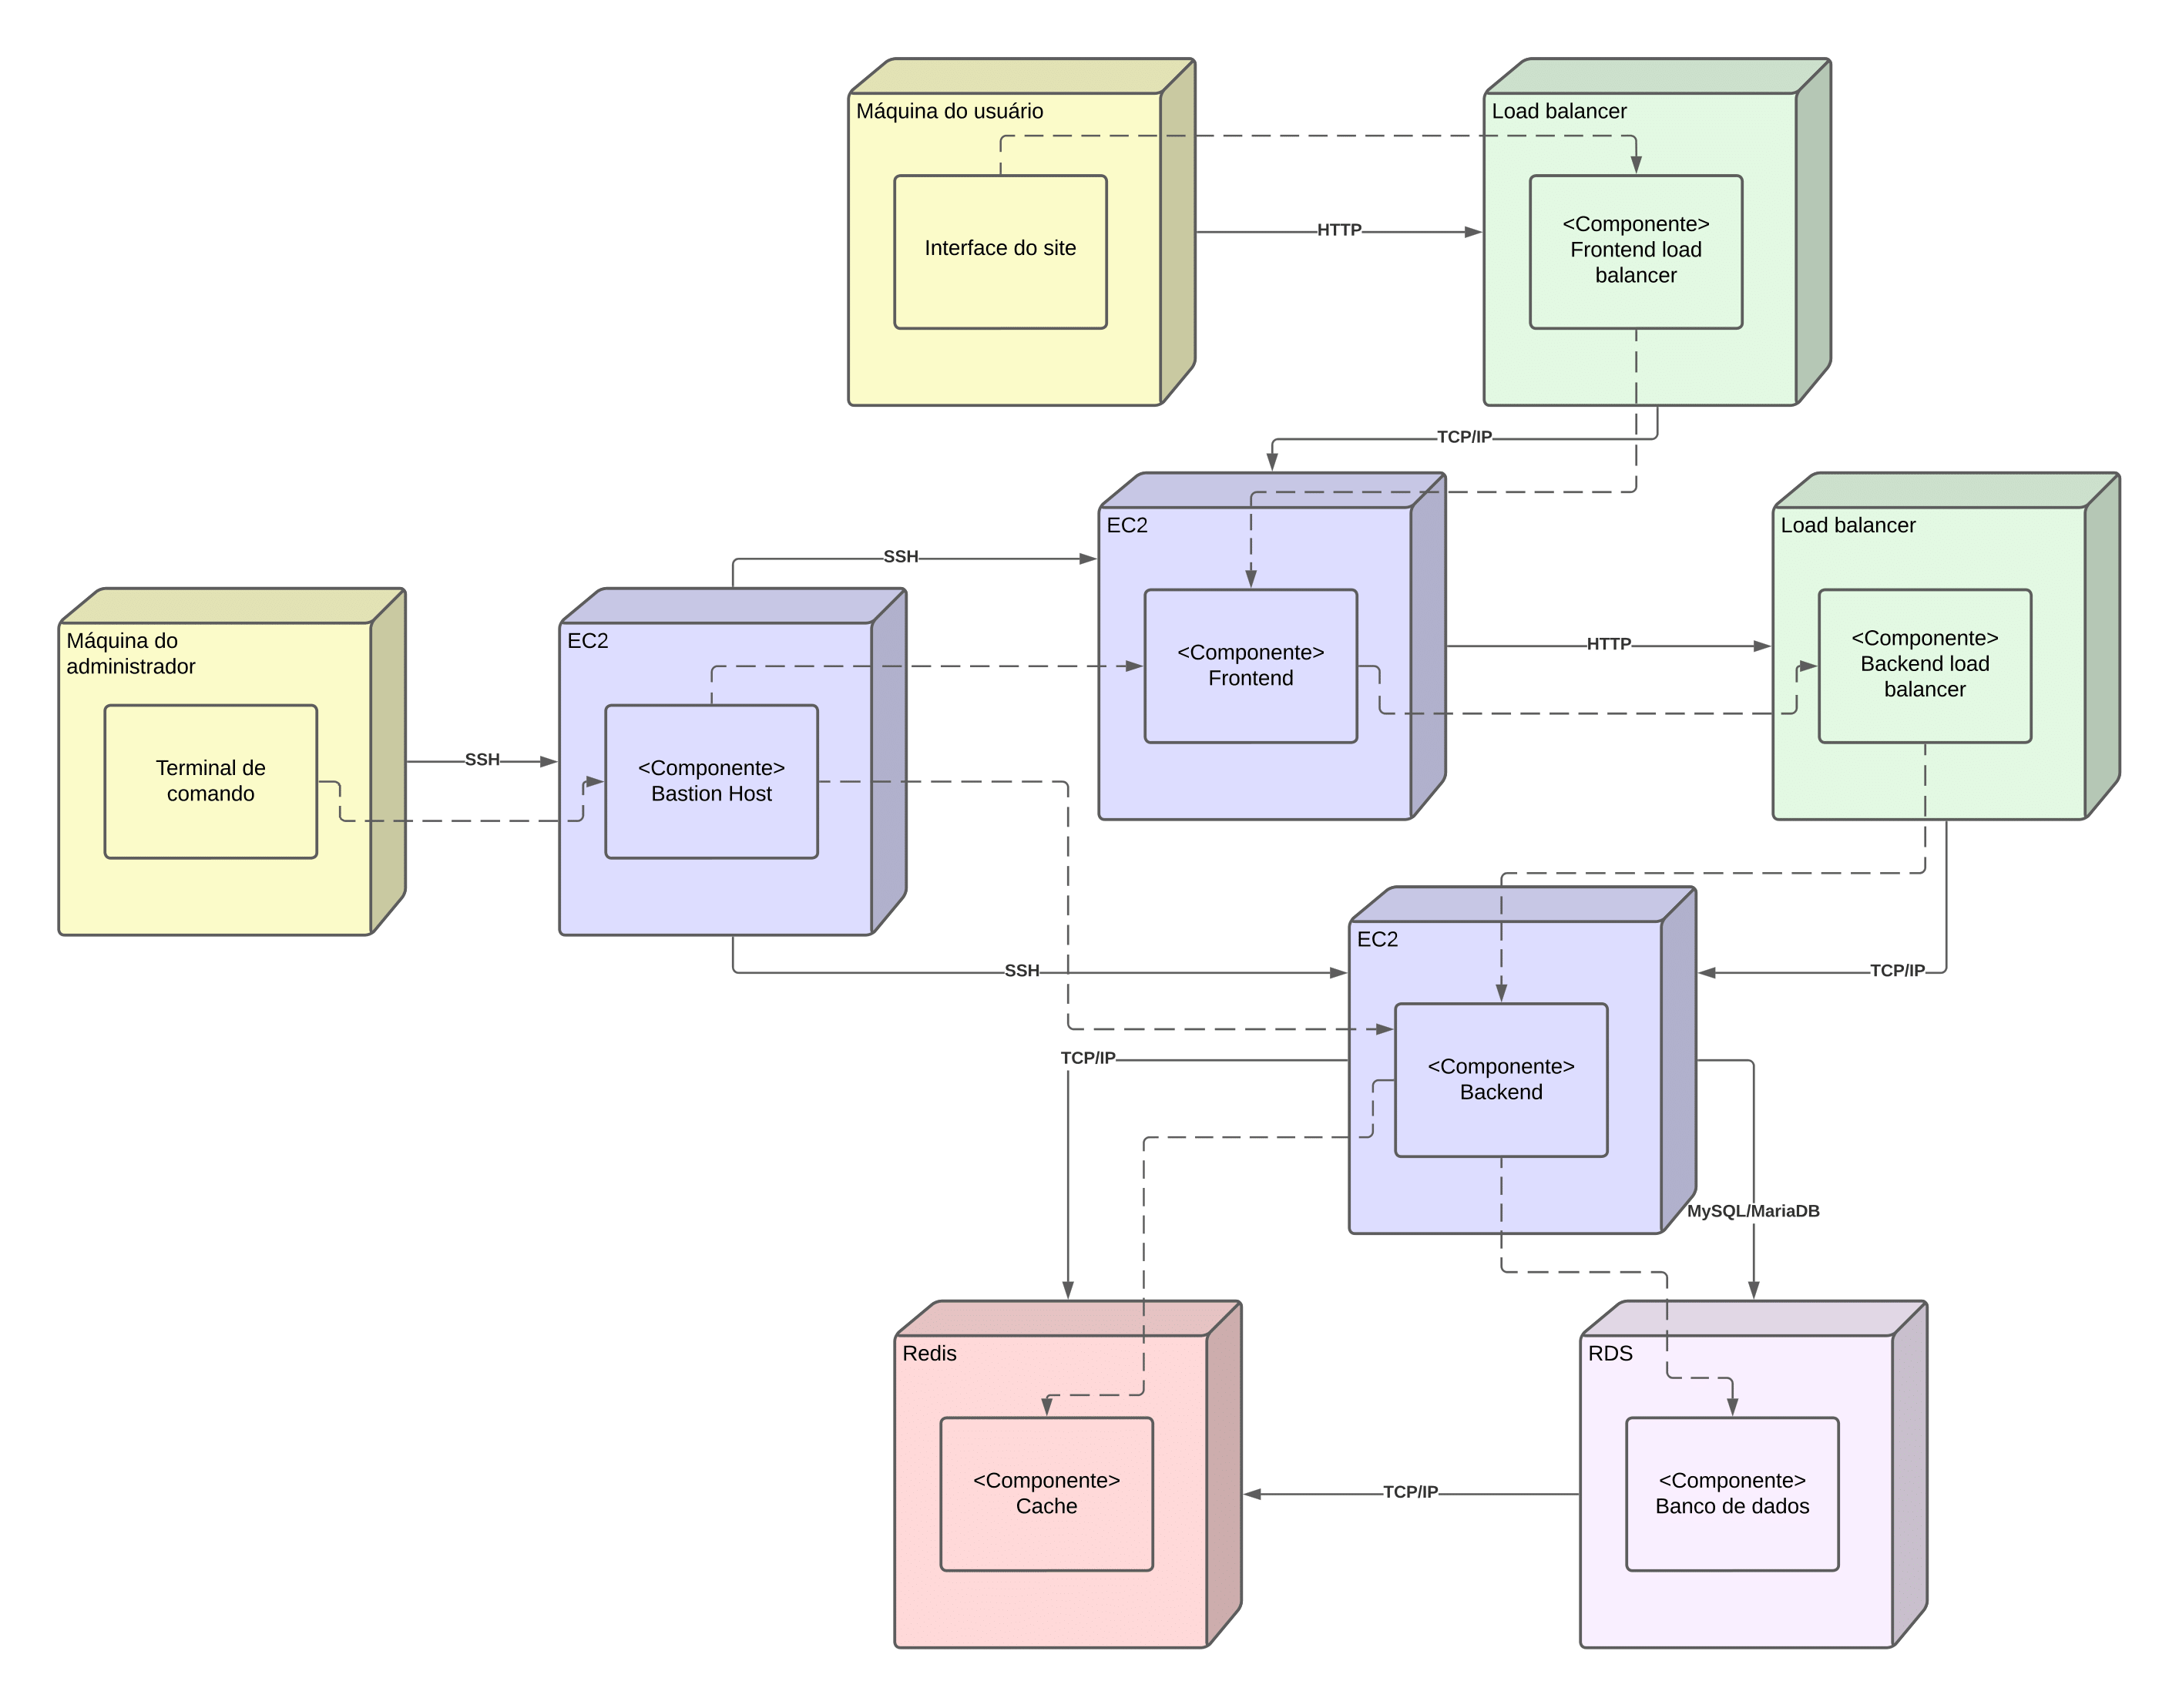 Máquina do usuário
Interface do site
HTTP
Load balancer
<Componente>
Frontend load
balancer
TCP/IP
EC2
<Componente>
Frontend
HTTP
Load balancer
<Componente>
Backend load
balancer
SSH
Máquina do
administrador
Terminal de
comando
SSH
EC2
<Componente>
Bastion Host
SSH
EC2
<Componente>
Backend
TCP/IP
TCP/IP
MySQL/MariaDB
Redis
<Componente>
Cache
TCP/IP
RDS
<Componente>
Banco de dados